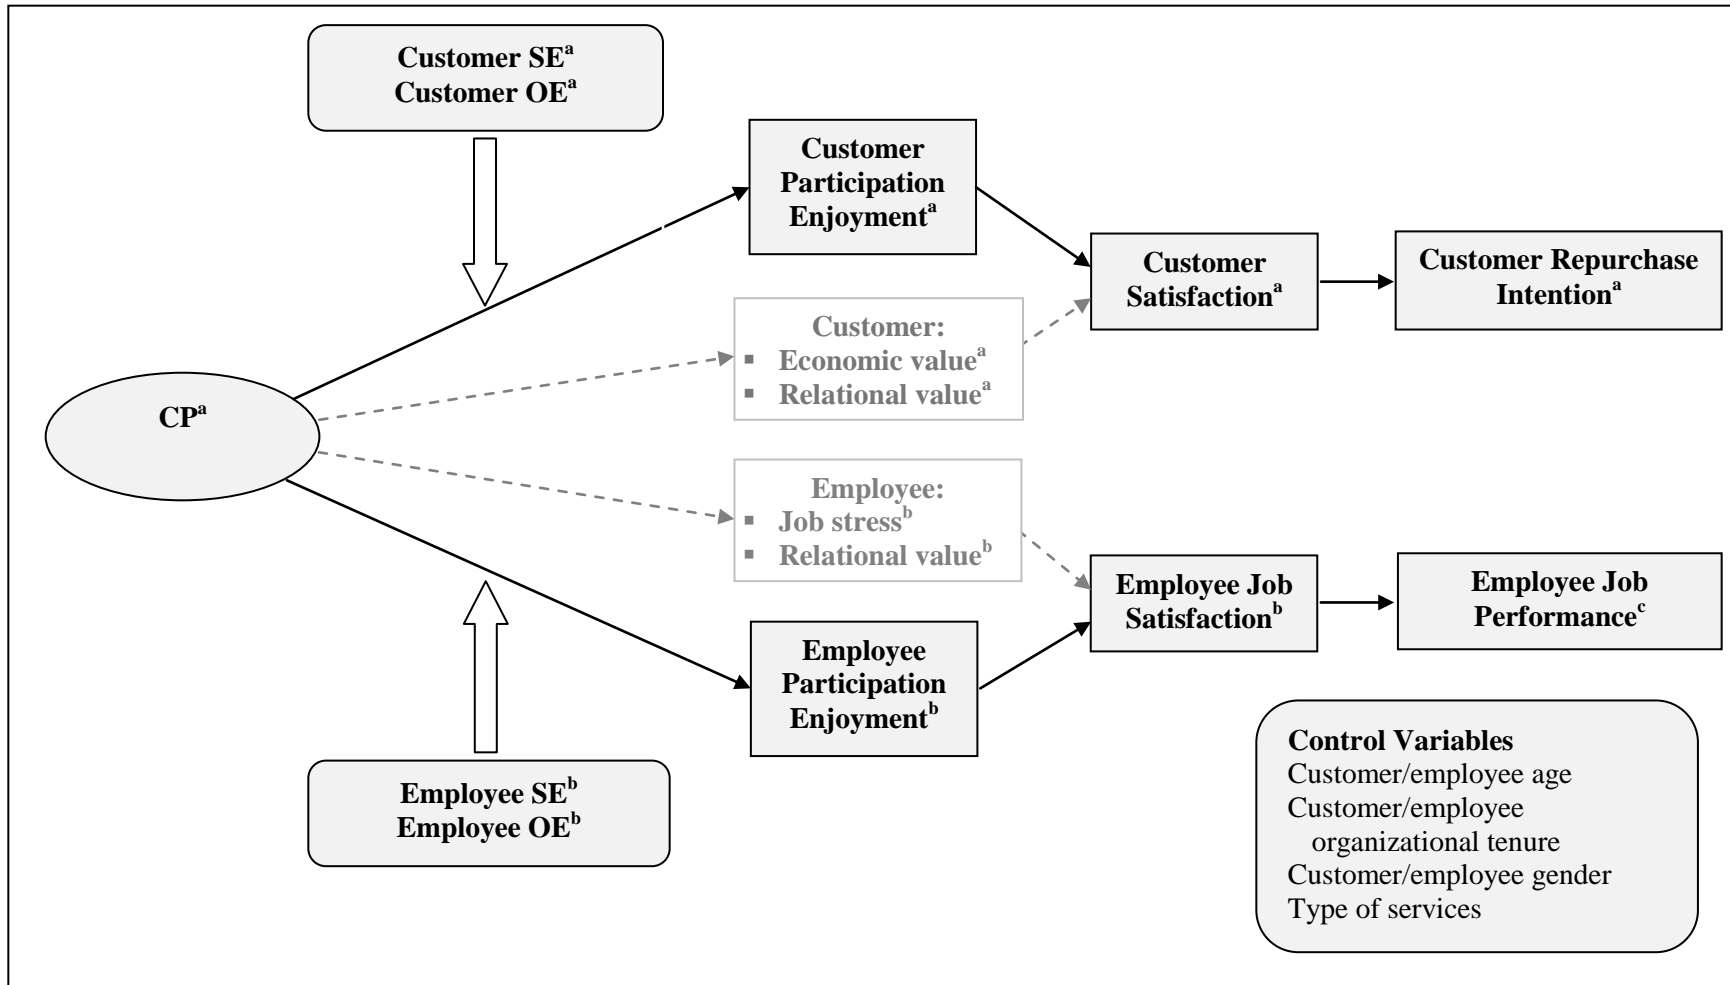 Customer SEa
Customer OEa
Customer
Participation
Enjoymenta
Customer
Satisfactiona
Customer Repurchase
Intentiona
Customer:
▪ Economic valuea
▪ Relational valuea
CPa
Employee:
▪ Job stressb
▪ Relational valueb
Employee Job
Satisfactionb
Employee Job
Performancec
Employee
Participation
Enjoymentb
Employee SEb
Employee OEb
Control Variables
Customer/employee age
Customer/employee
organizational tenure
Customer/employee gender
Type of services